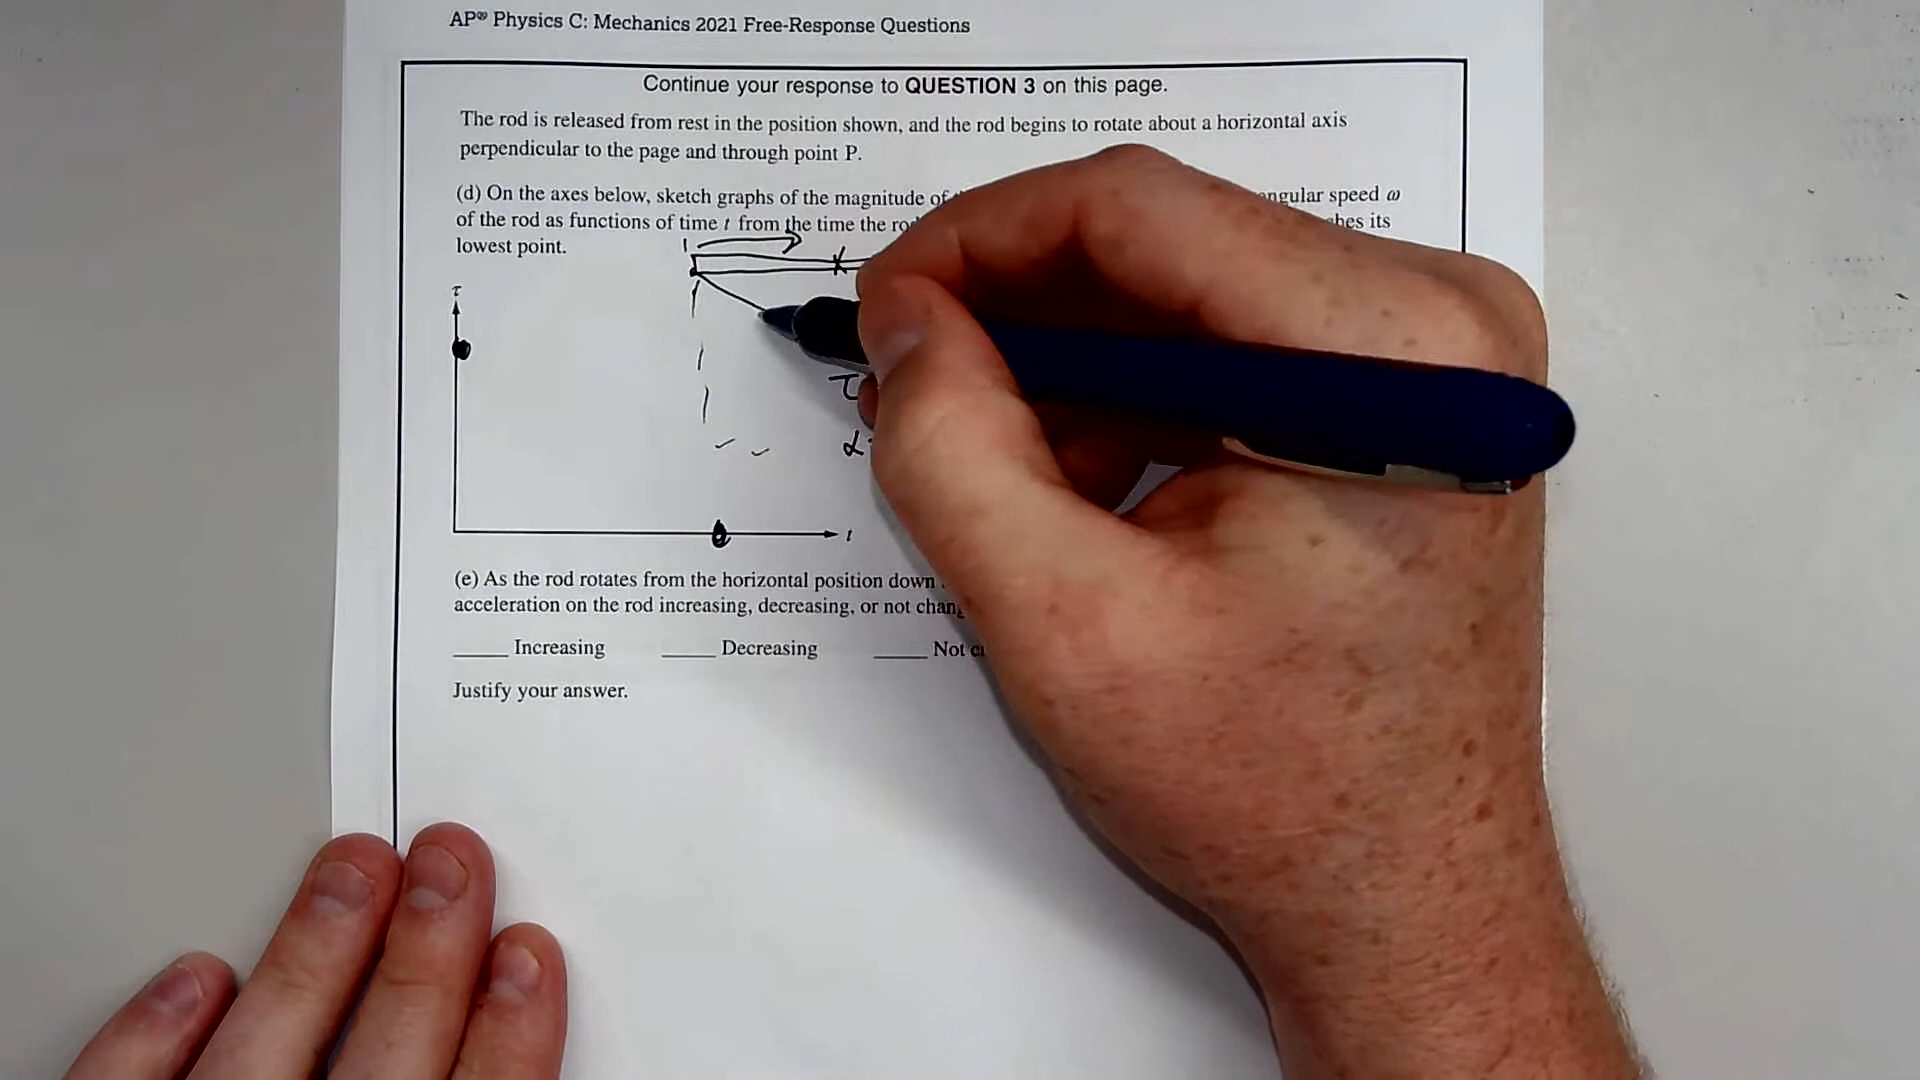 AP® Physics C: Mechanics 2021 Free-Response Questions
Continue your response to QUESTION 3 on this page.
The rod is released from rest in the position shown, and the rod begins to rotate about a horizontal axis
perpendicular to the page and through point P.
(d) On the axes below, sketch graphs of the magnitude of angular speed ω
of the rod as functions of time t from the time the its
lowest point.
τ
τ
α
t
(e) As the rod rotates from the horizontal position down
acceleration on the rod increasing, decreasing, or not
_____ Increasing _____ Decreasing _____ Not
Justify your answer.